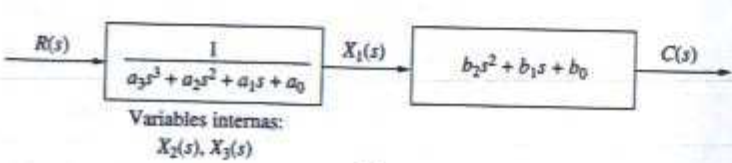 R(s)
1
a₃s³ + a₂s² + a₁s + a₀
X₁(s)
b₂s² + b₁s + b₀
C(s)
Variables internas:
X₂(s), X₃(s)